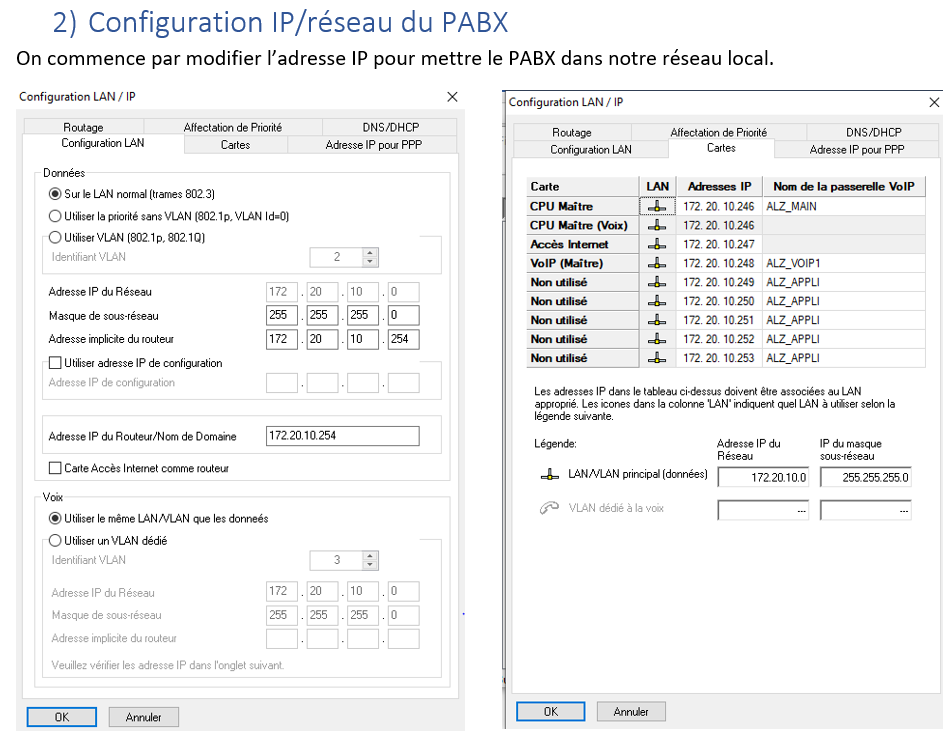 2) Configuration IP/réseau du PABX
On commence par modifier l’adresse IP pour mettre le PABX dans notre réseau local.
Configuration LAN / IP
Routage Affectation de Priorité DNS/DHCP
Configuration LAN Cartes Adresse IP pour PPP
Données
Sur le LAN normal (trames 802.3)
Utiliser la priorité sans VLAN (802.1p, VLAN Id=0)
Utiliser VLAN (802.1p, 802.1Q)
Identifiant VLAN 2
Adresse IP du Réseau 172 . 20 . 10 . 0
Masque de sous-réseau 255 . 255 . 255 . 0
Adresse implicite du routeur 172 . 20 . 10 . 254
Utiliser adresse IP de configuration
Adresse IP de configuration . . .
Adresse IP du Routeur/Nom de Domaine 172.20.10.254
Carte Accès Internet comme routeur
Voix
Utiliser le même LAN/VLAN que les donneés
Utiliser un VLAN dédié
Identifiant VLAN 3
Adresse IP du Réseau 172 . 20 . 10 . 0
Masque de sous-réseau 255 . 255 . 255 . 0
Adresse implicite du routeur . . .
Veuillez vérifier les adresse IP dans l'onglet suivant.
OK Annuler
Configuration LAN / IP
Routage Affectation de Priorité DNS/DHCP
Configuration LAN Cartes Adresse IP pour PPP
Carte LAN Adresses IP Nom de la passerelle VoIP
CPU Maître 172. 20. 10.246 ALZ_MAIN
CPU Maître (Voix) 172. 20. 10.246
Accès Internet 172. 20. 10.247
VoIP (Maître) 172. 20. 10.248 ALZ_VOIP1
Non utilisé 172. 20. 10.249 ALZ_APPLI
Non utilisé 172. 20. 10.250 ALZ_APPLI
Non utilisé 172. 20. 10.251 ALZ_APPLI
Non utilisé 172. 20. 10.252 ALZ_APPLI
Non utilisé 172. 20. 10.253 ALZ_APPLI
Les adresses IP dans le tableau ci-dessus doivent être associées au LAN
approprié. Les icones dans la colonne 'LAN' indiquent quel LAN à utiliser selon la
légende suivante.
Légende: Adresse IP du Réseau IP du masque sous-réseau
LAN/VLAN principal (données) 172.20.10.0 255.255.255.0
VLAN dédié à la voix ... ...
OK Annuler